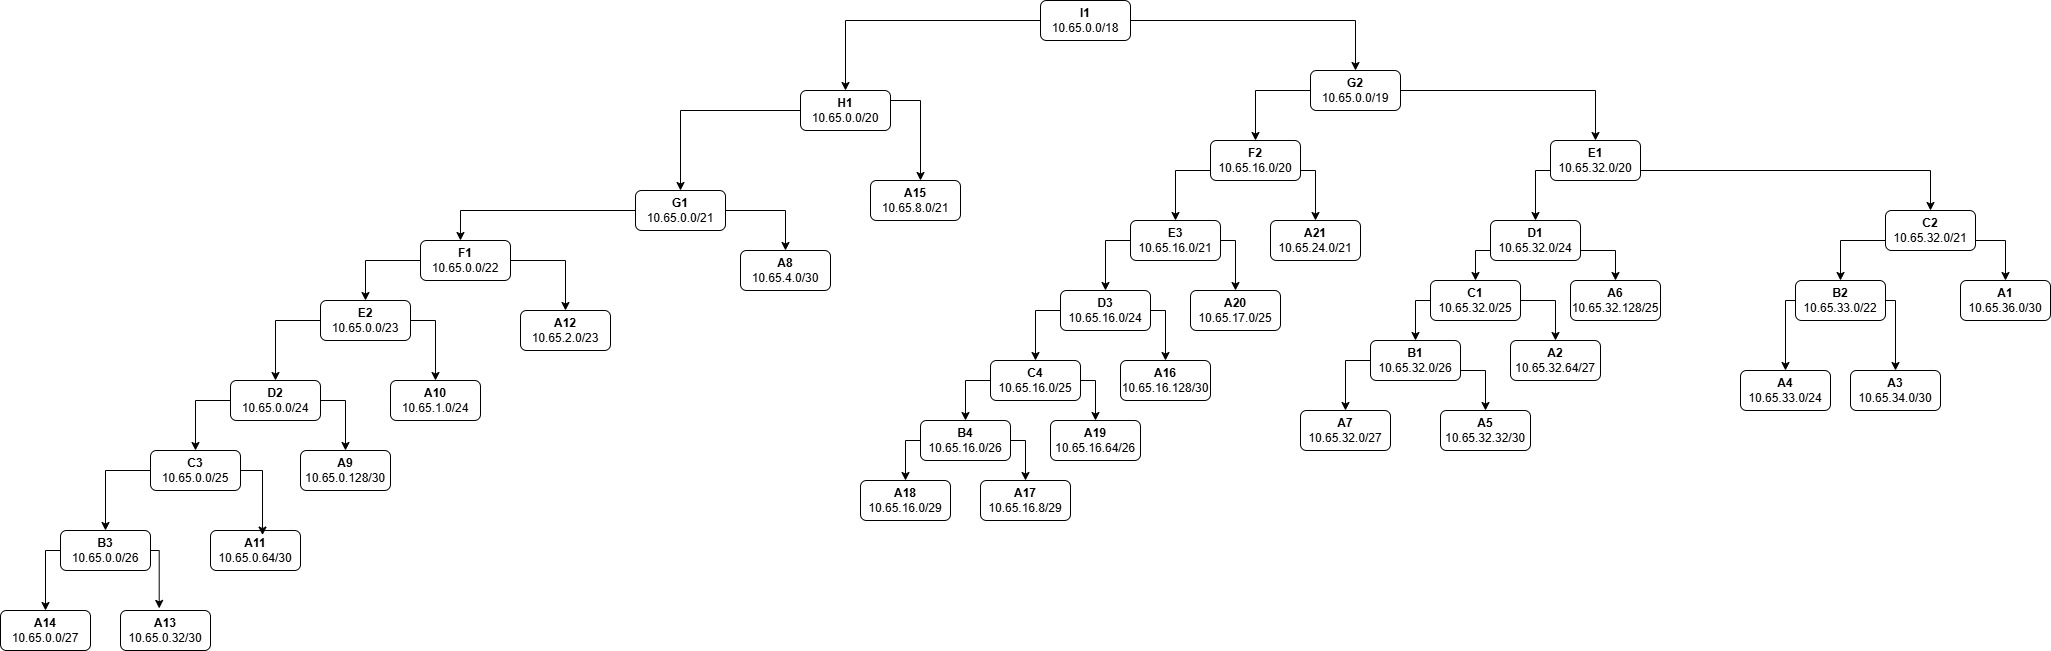 I1
10.65.0.0/18
G2
10.65.0.0/19
H1
10.65.0.0/20
F2
10.65.16.0/20
E1
10.65.32.0/20
A15
10.65.8.0/21
G1
10.65.0.0/21
C2
10.65.32.0/21
E3
10.65.16.0/21
A21
10.65.24.0/21
D1
10.65.32.0/24
F1
10.65.0.0/22
A8
10.65.4.0/30
C1
10.65.32.0/25
A6
10.65.32.128/25
B2
10.65.33.0/22
A1
10.65.36.0/30
D3
10.65.16.0/24
A20
10.65.17.0/25
E2
10.65.0.0/23
A12
10.65.2.0/23
B1
10.65.32.0/26
A2
10.65.32.64/27
C4
10.65.16.0/25
A16
10.65.16.128/30
A4
10.65.33.0/24
A3
10.65.34.0/30
D2
10.65.0.0/24
A10
10.65.1.0/24
A7
10.65.32.0/27
A5
10.65.32.32/30
B4
10.65.16.0/26
A19
10.65.16.64/26
C3
10.65.0.0/25
A9
10.65.0.128/30
A18
10.65.16.0/29
A17
10.65.16.8/29
B3
10.65.0.0/26
A11
10.65.0.64/30
A14
10.65.0.0/27
A13
10.65.0.32/30